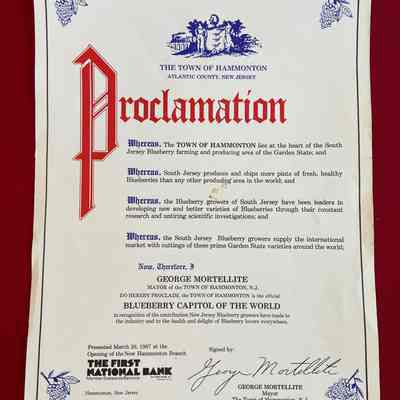 THE TOWN OF HAMMONTON
ATLANTIC COUNTY, NEW JERSEY
Proclamation
Whereas, The TOWN OF HAMMONTON lies at the heart of the South
Jersey Blueberry farming and producing area of the Garden State; and
Whereas, South Jersey produces and ships more pints of fresh, healthy
Blueberries than any other producing area in the world; and
Whereas, the Blueberry growers of South Jersey have been leaders in
developing new and better varieties of Blueberries through their constant
research and untiring scientific investigations; and
Whereas, the South Jersey Blueberry growers supply the international
market with cuttings of these prime Garden State varieties around the world;
Now, Therefore, I
GEORGE MORTELLITE
MAYOR of the TOWN OF HAMMONTON, N.J.
DO HEREBY PROCLAIM, the TOWN OF HAMMONTON is the official
BLUEBERRY CAPITOL OF THE WORLD
in recognition of the contribution New Jersey Blueberry growers have made to
the industry and to the health and delight of Blueberry lovers everywhere.
Presented March 28, 1987 at the
Opening of the New Hammonton Branch
THE FIRST
NATIONAL BANK
Hammonton, New Jersey
Signed by:
George Mortellite
GEORGE MORTELLITE
Mayor
The Town of Hammonton, N.J.